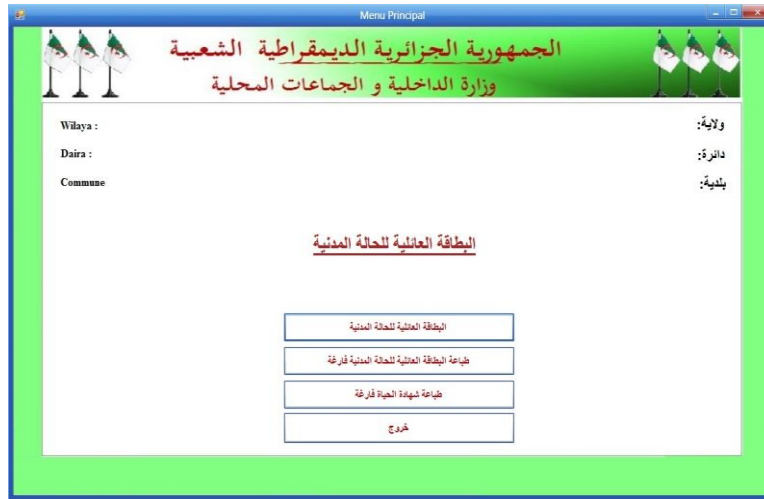 Menu Principal
الجمهورية الجزائرية الديمقراطية الشعبية
وزارة الداخلية و الجماعات المحلية
Wilaya :
ولاية:
Daira :
دائرة:
Commune
بلدية:
البطاقة العائلية للحالة المدنية
البطاقة العائلية للحالة المدنية
طباعة البطاقة العائلية للحالة المدنية فارغة
طباعة شهادة الحياة فارغة
خروج